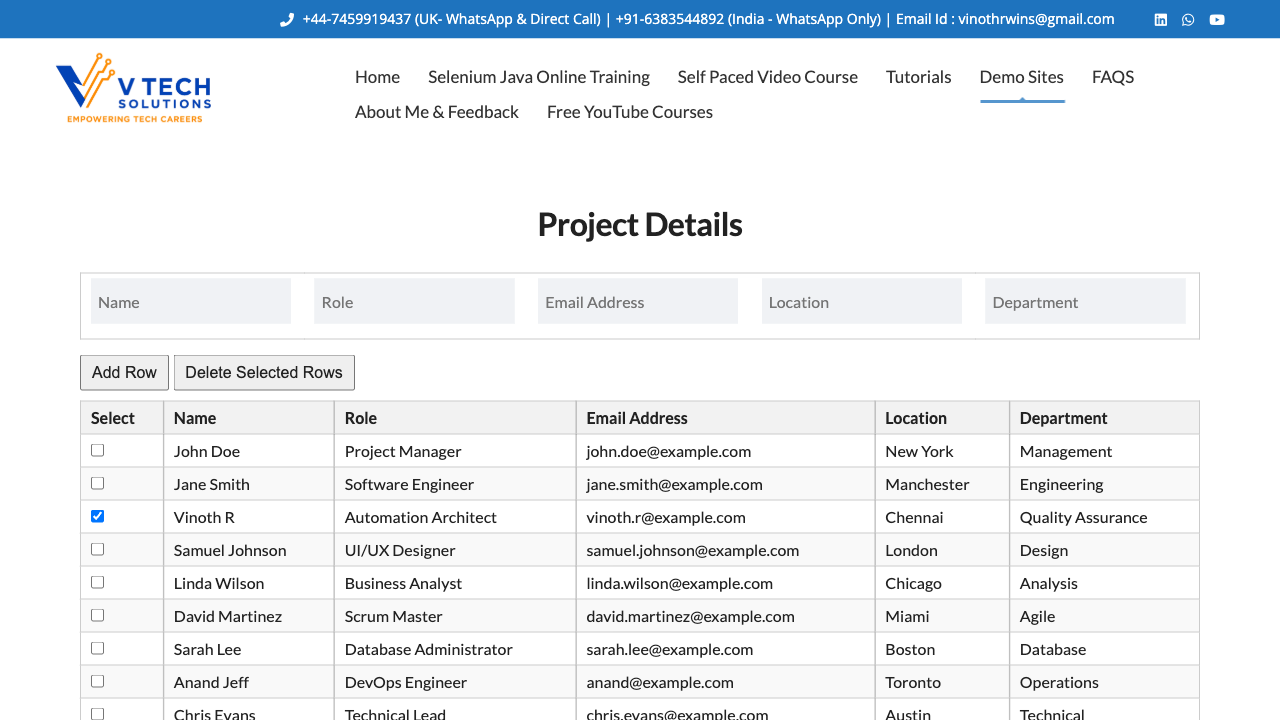 +44-7459919437 (UK- WhatsApp & Direct Call) | +91-6383544892 (India - WhatsApp Only) | Email Id : vinothrwins@gmail.com
V TECH
SOLUTIONS
EMPOWERING TECH CAREERS
Home Selenium Java Online Training Self Paced Video Course Tutorials Demo Sites FAQS
About Me & Feedback Free YouTube Courses
Project Details
Name Role Email Address Location Department
Add Row Delete Selected Rows
Select Name Role Email Address Location Department
John Doe Project Manager john.doe@example.com New York Management
Jane Smith Software Engineer jane.smith@example.com Manchester Engineering
Vinoth R Automation Architect vinoth.r@example.com Chennai Quality Assurance
Samuel Johnson UI/UX Designer samuel.johnson@example.com London Design
Linda Wilson Business Analyst linda.wilson@example.com Chicago Analysis
David Martinez Scrum Master david.martinez@example.com Miami Agile
Sarah Lee Database Administrator sarah.lee@example.com Boston Database
Anand Jeff DevOps Engineer anand@example.com Toronto Operations
Chris Evans Technical Lead chris.evans@example.com Austin Technical